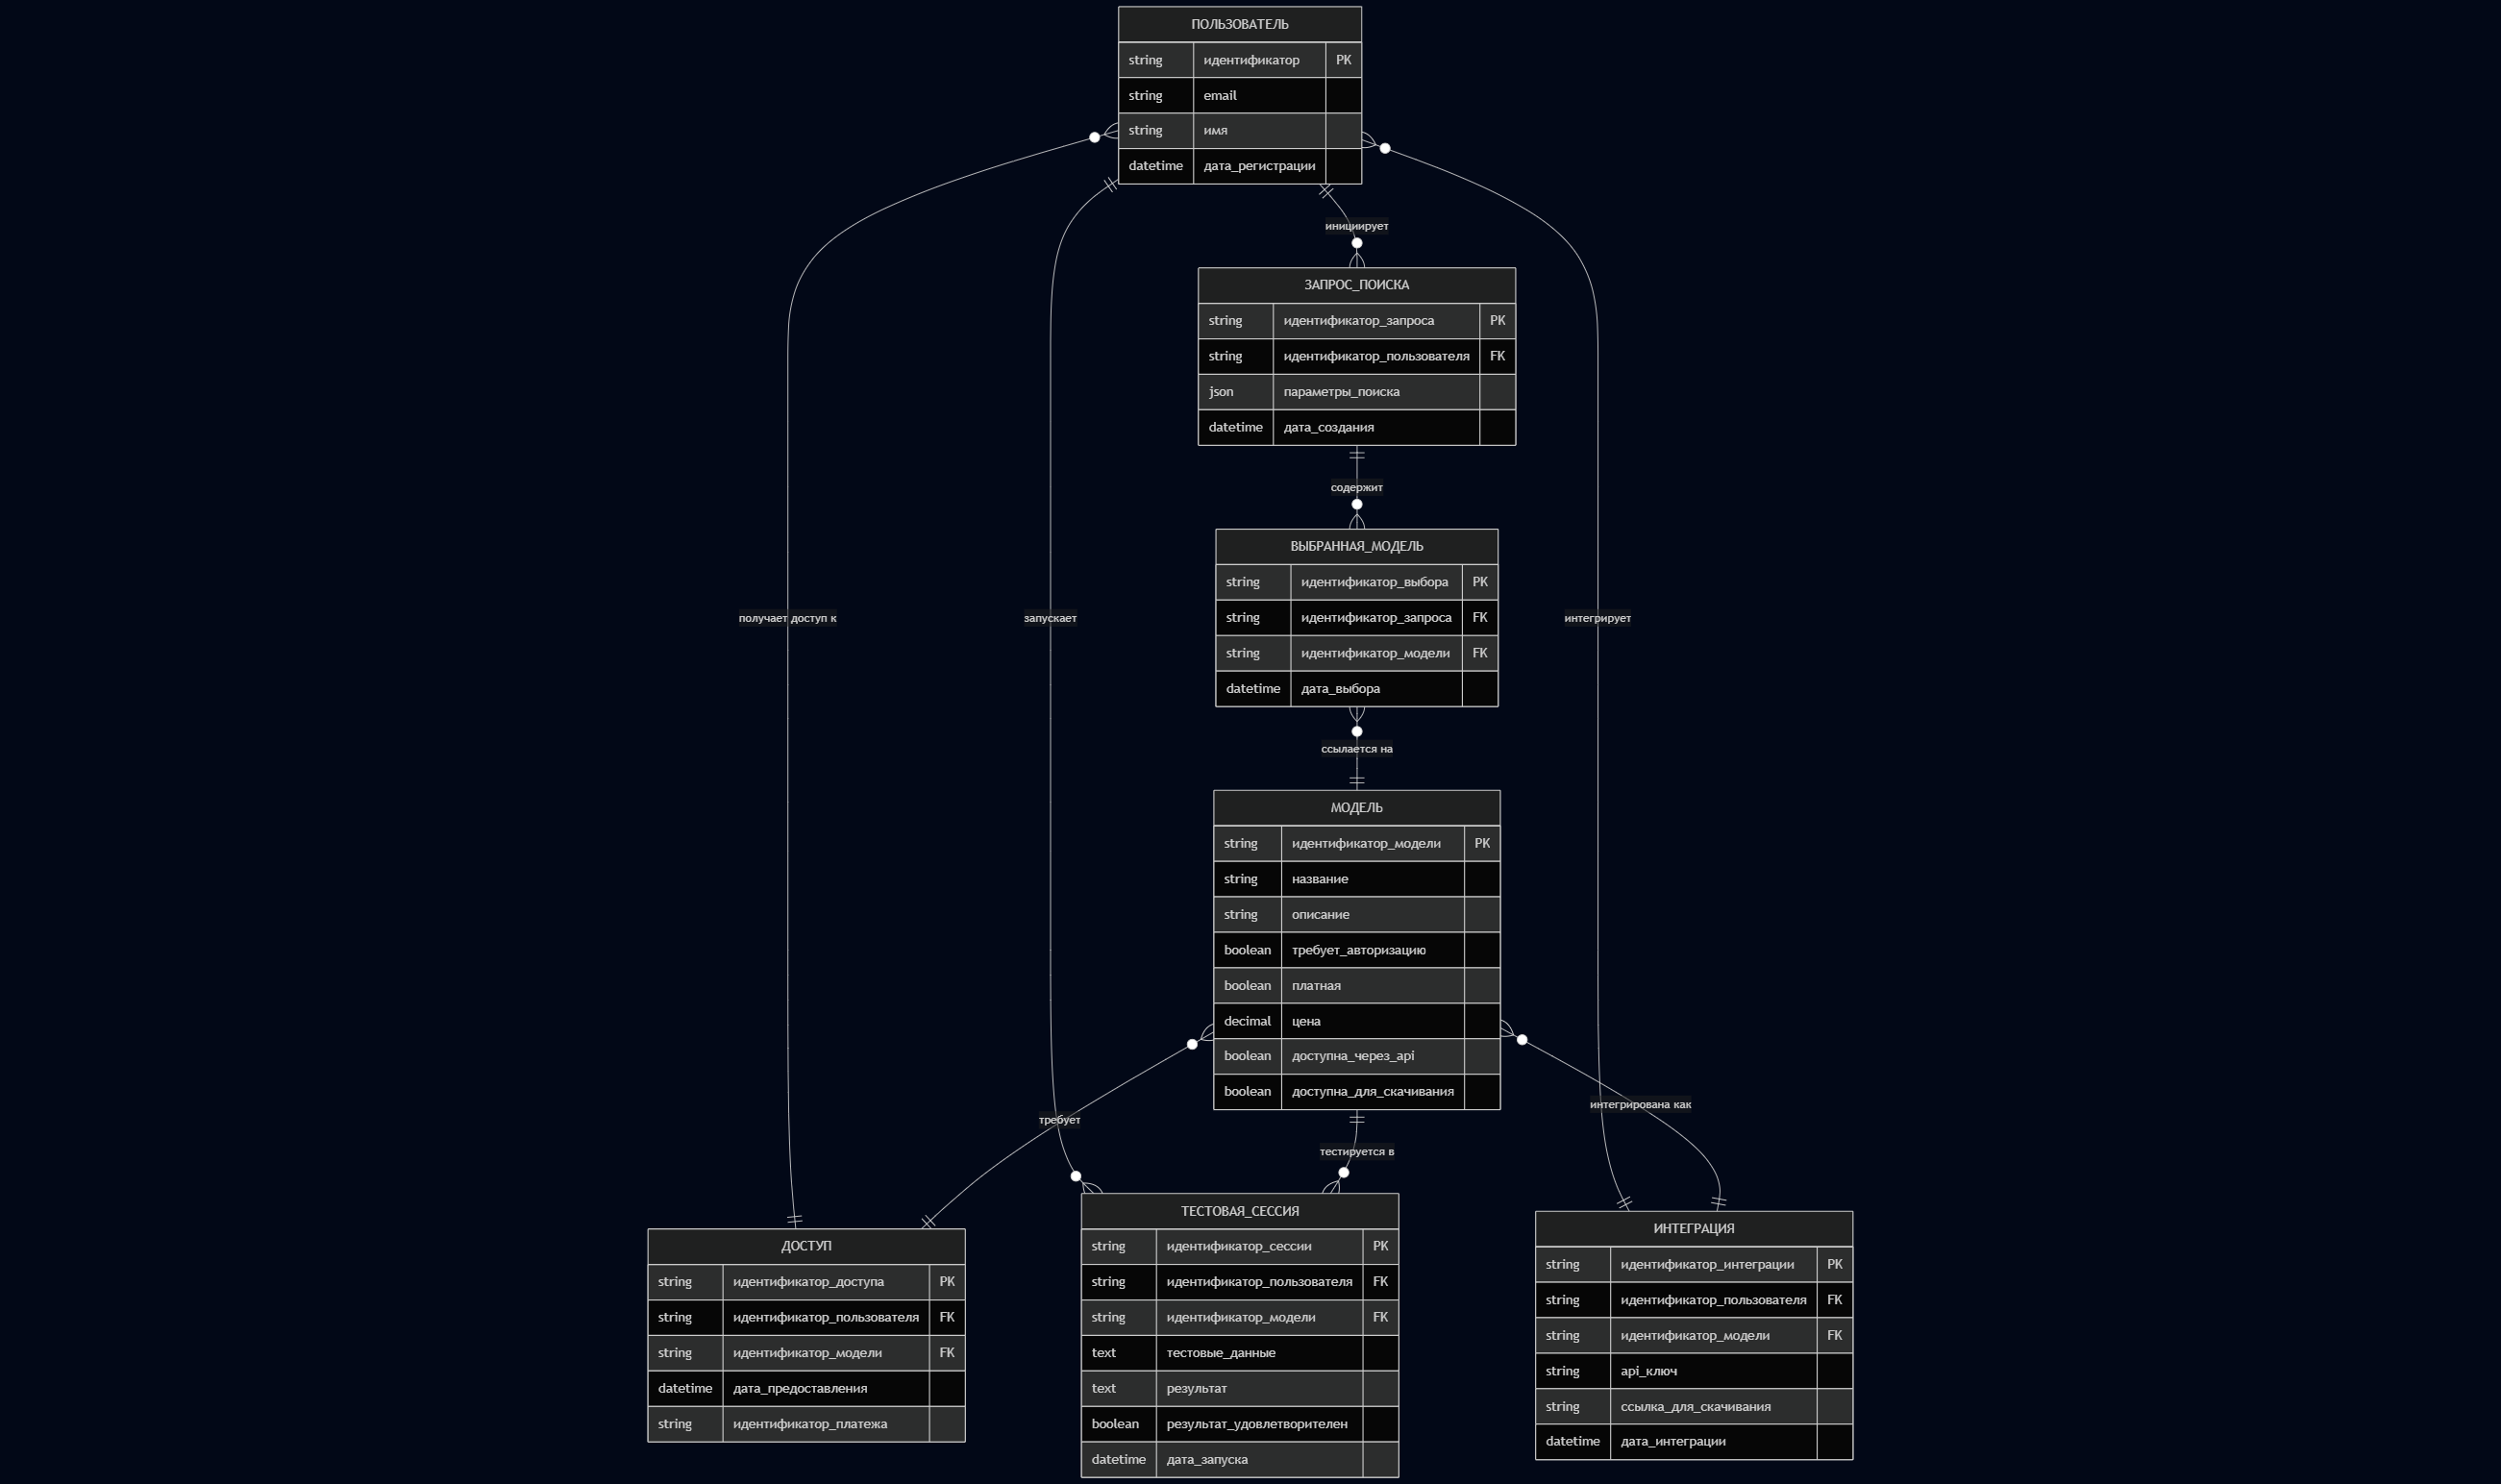 ПОЛЬЗОВАТЕЛЬ
string идентификатор PK
string email
string имя
datetime дата_регистрации
инициирует
ЗАПРОС_ПОИСКА
string идентификатор_запроса PK
string идентификатор_пользователя FK
json параметры_поиска
datetime дата_создания
содержит
ВЫБРАННАЯ_МОДЕЛЬ
string идентификатор_выбора PK
string идентификатор_запроса FK
string идентификатор_модели FK
datetime дата_выбора
получает доступ к
запускает
интегрирует
ссылается на
МОДЕЛЬ
string идентификатор_модели PK
string название
string описание
boolean требует_авторизацию
boolean платная
decimal цена
boolean доступна_через_api
boolean доступна_для_скачивания
требует
тестируется в
интегрирована как
ДОСТУП
string идентификатор_доступа PK
string идентификатор_пользователя FK
string идентификатор_модели FK
datetime дата_предоставления
string идентификатор_платежа
ТЕСТОВАЯ_СЕССИЯ
string идентификатор_сессии PK
string идентификатор_пользователя FK
string идентификатор_модели FK
text тестовые_данные
text результат
boolean результат_удовлетворителен
datetime дата_запуска
ИНТЕГРАЦИЯ
string идентификатор_интеграции PK
string идентификатор_пользователя FK
string идентификатор_модели FK
string api_ключ
string ссылка_для_скачивания
datetime дата_интеграции